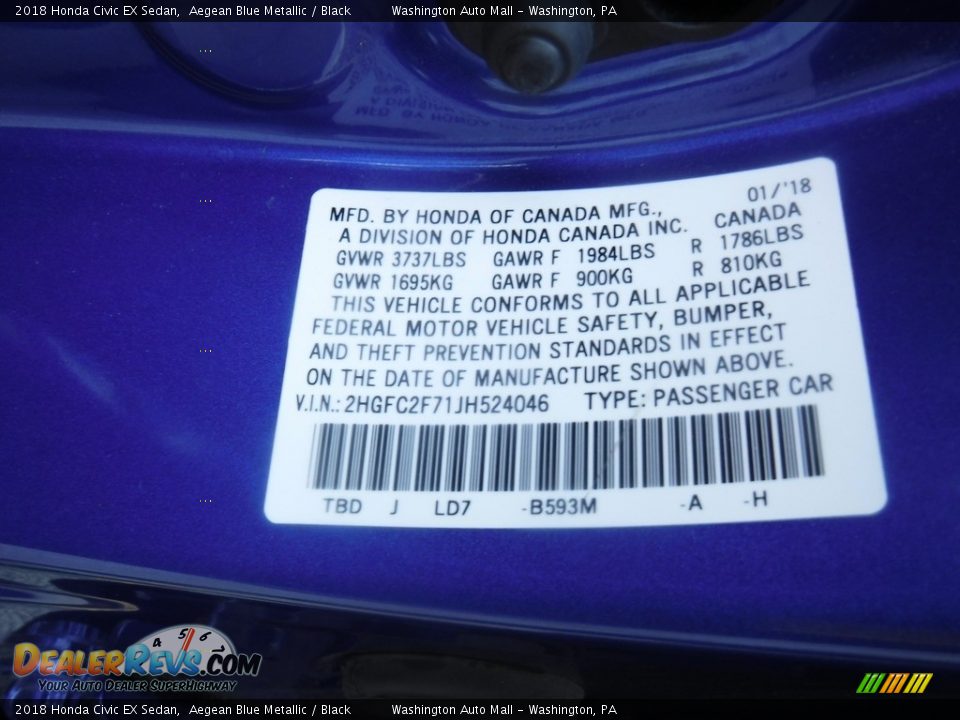 2018 Honda Civic EX Sedan, Aegean Blue Metallic / Black Washington Auto Mall - Washington, PA
01/'18
MFD. BY HONDA OF CANADA MFG.,
A DIVISION OF HONDA CANADA INC. CANADA
GVWR 3737LBS GAWR F 1984LBS R 1786LBS
GVWR 1695KG GAWR F 900KG R 810KG
THIS VEHICLE CONFORMS TO ALL APPLICABLE
FEDERAL MOTOR VEHICLE SAFETY, BUMPER,
AND THEFT PREVENTION STANDARDS IN EFFECT
ON THE DATE OF MANUFACTURE SHOWN ABOVE.
V.I.N.: 2HGFC2F71JH524046 TYPE: PASSENGER CAR
TBD J LD7 -B593M -A -H
4 5 6 7
DEALERREVS.COM
YOUR AUTO DEALER SUPERHIGHWAY
2018 Honda Civic EX Sedan, Aegean Blue Metallic / Black Washington Auto Mall - Washington, PA